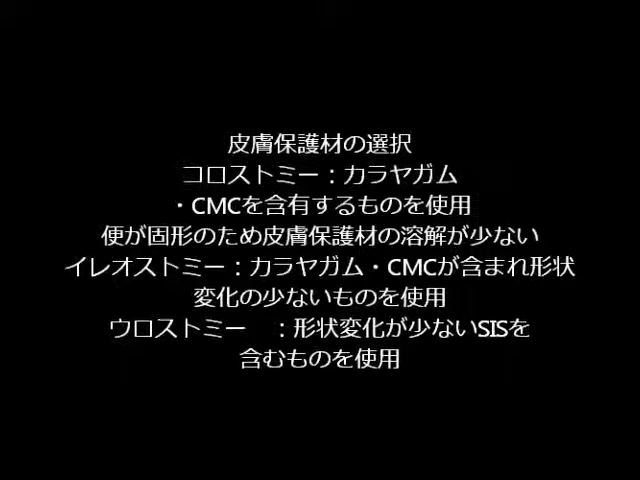 皮膚保護材の選択
コロストミー：カラヤガム
・CMCを含有するものを使用
便が固形のため皮膚保護材の溶解が少ない
イレオストミー：カラヤガム・CMCが含まれ形状
変化の少ないものを使用
ウロストミー　：形状変化が少ないSISを
含むものを使用